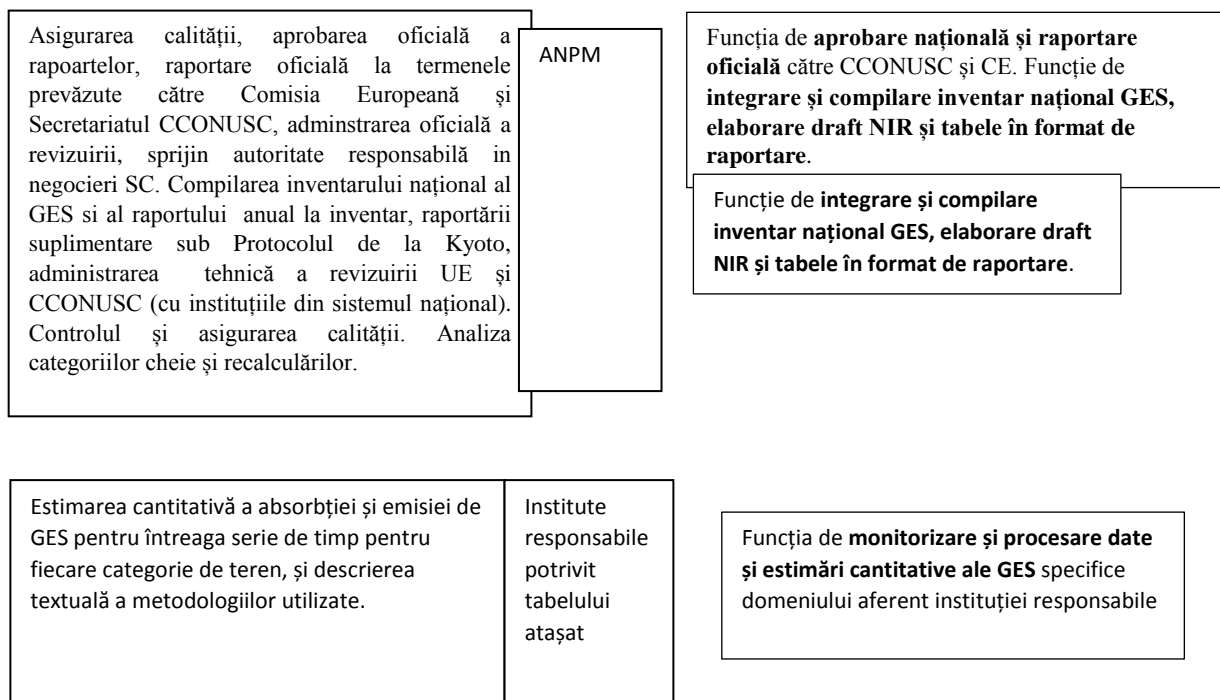 Asigurarea calității, aprobarea oficială a
rapoartelor, raportare oficială la termenele
prevăzute către Comisia Europeană și
Secretariatul CCONUSC, adminstrarea oficială a
revizuirii, sprijin autoritate responsabilă in
negocieri SC. Compilarea inventarului național al
GES si al raportului anual la inventar, raportării
suplimentare sub Protocolul de la Kyoto,
administrarea tehnică a revizuirii UE și
CCONUSC (cu instituțiile din sistemul național).
Controlul și asigurarea calității. Analiza
categoriilor cheie și recalculărilor.
ANPM
Funcția de aprobare națională și raportare
oficială către CCONUSC și CE. Funcție de
integrare și compilare inventar național GES,
elaborare draft NIR și tabele în format de
raportare.
Funcție de integrare și compilare
inventar național GES, elaborare draft
NIR și tabele în format de raportare.
Estimarea cantitativă a absorbției și emisiei de
GES pentru întreaga serie de timp pentru
fiecare categorie de teren, și descrierea
textuală a metodologiilor utilizate.
Institute
responsabile
potrivit
tabelului
atașat
Funcția de monitorizare și procesare date
și estimări cantitative ale GES specifice
domeniului aferent instituției responsabile